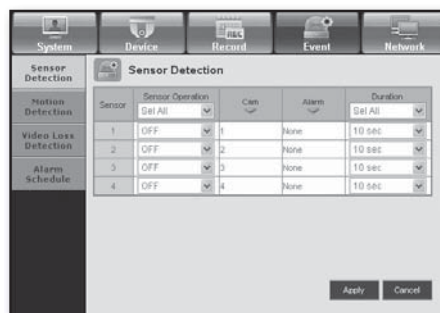 System Device Record Event Network
Sensor Detection
Motion Detection
Video Loss Detection
Alarm Schedule
Sensor Detection
Sensor Sensor Operation Cam Alarm Duration
Sel All Sel All
1 OFF 1 None 10 sec
2 OFF 2 None 10 sec
3 OFF 3 None 10 sec
4 OFF 4 None 10 sec
Apply Cancel